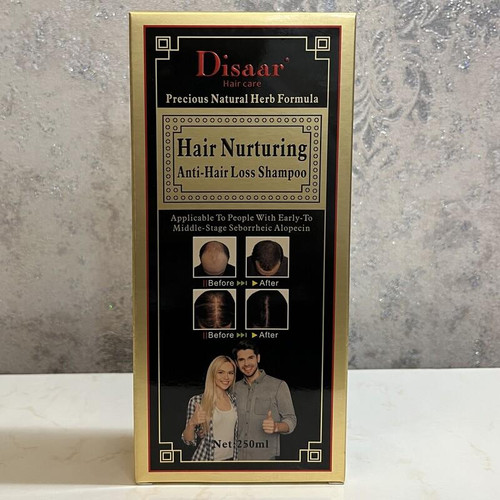 Disaar
Hair care
Precious Natural Herb Formula
Hair Nurturing
Anti-Hair Loss Shampoo
Applicable To People With Early-To
Middle-Stage Seborrheic Alopecin
Before After
Before After
Net:250ml